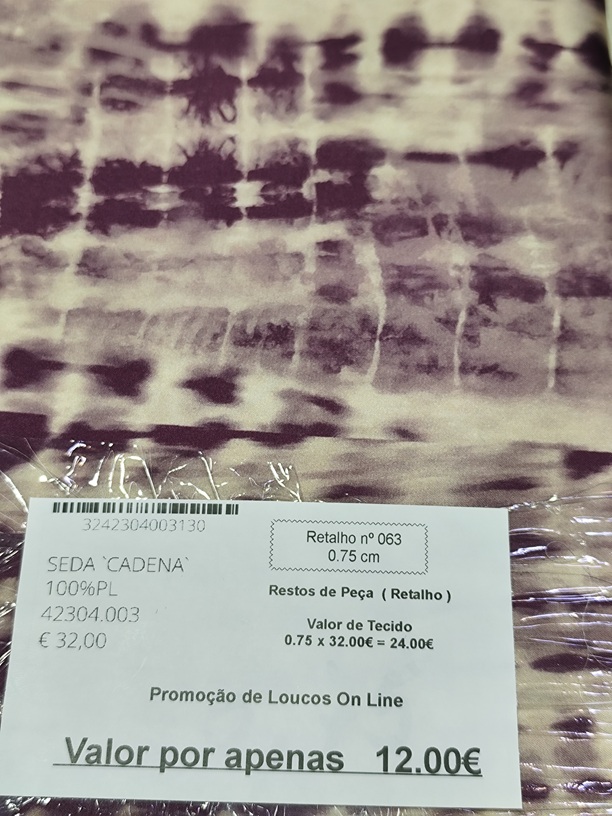 3242304003130
SEDA `CADENA`
100%PL
42304.003
€ 32,00
Retalho nº 063
0.75 cm
Restos de Peça ( Retalho )
Valor de Tecido
0.75 x 32.00€ = 24.00€
Promoção de Loucos On Line
Valor por apenas 12.00€